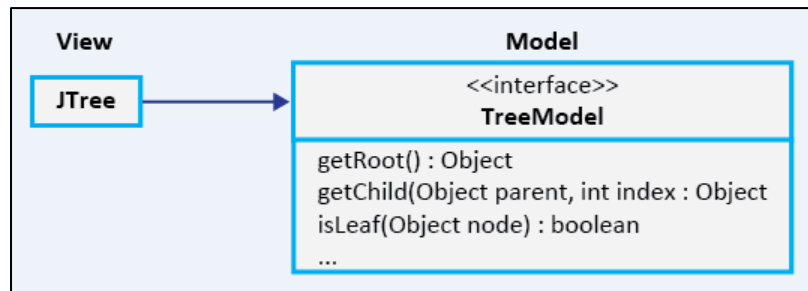 View
Model
JTree
<<interface>>
TreeModel
getRoot() : Object
getChild(Object parent, int index : Object
isLeaf(Object node) : boolean
...